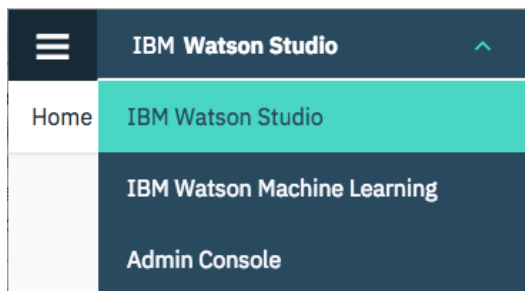 IBM Watson Studio
Home
IBM Watson Studio
IBM Watson Machine Learning
Admin Console